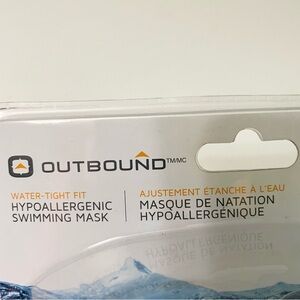 OUTBOUND™/MC
WATER-TIGHT FIT
HYPOALLERGENIC
SWIMMING MASK
AJUSTEMENT ÉTANCHE À L'EAU
MASQUE DE NATATION
HYPOALLERGÉNIQUE